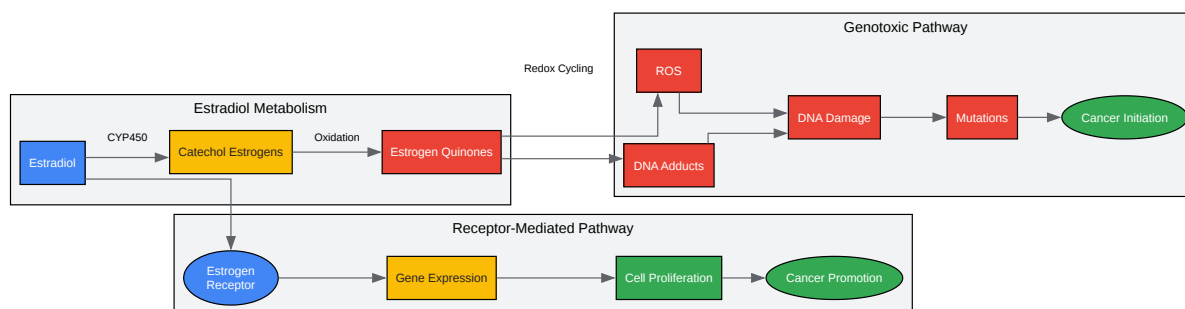 Genotoxic Pathway
Redox Cycling
ROS
Estradiol Metabolism
CYP450
Oxidation
Estradiol
Catechol Estrogens
Estrogen Quinones
DNA Adducts
DNA Damage
Mutations
Cancer Initiation
Receptor-Mediated Pathway
Estrogen
Receptor
Gene Expression
Cell Proliferation
Cancer Promotion